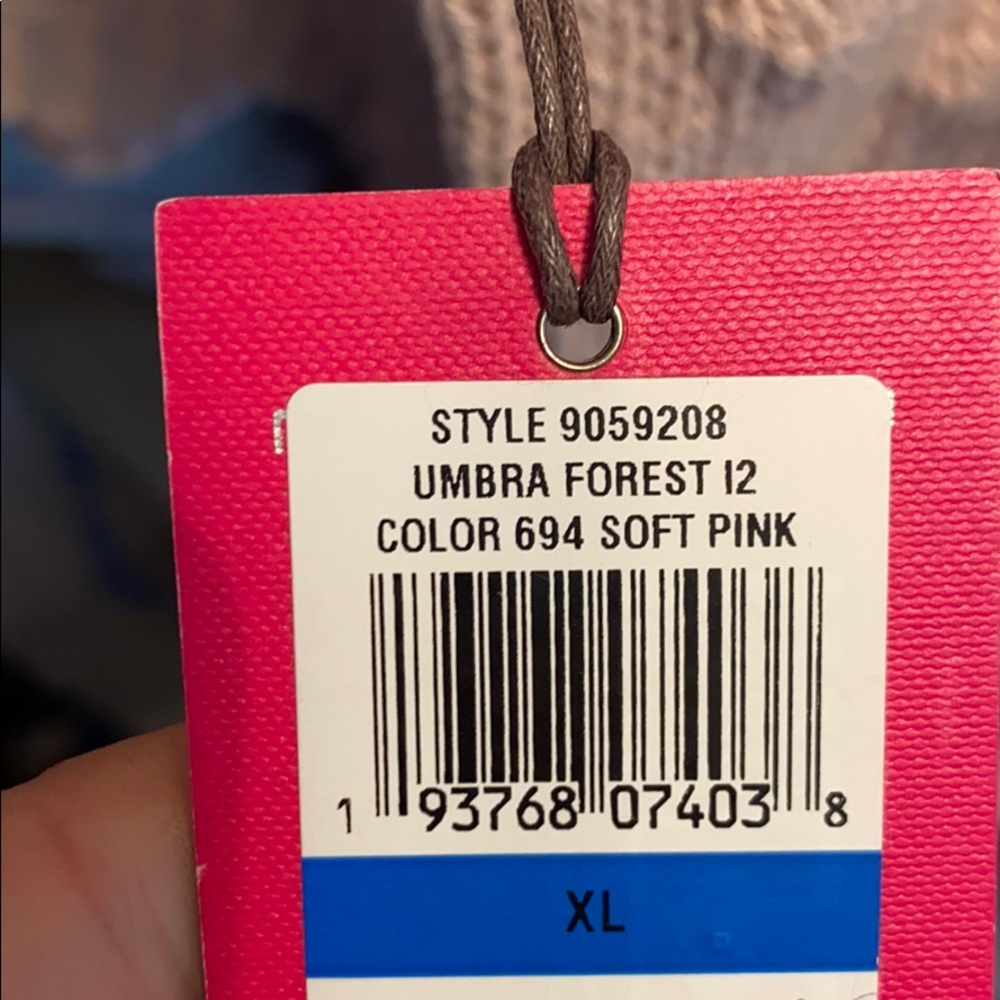 STYLE 9059208
UMBRA FOREST I2
COLOR 694 SOFT PINK
1 93768 07403 8
XL